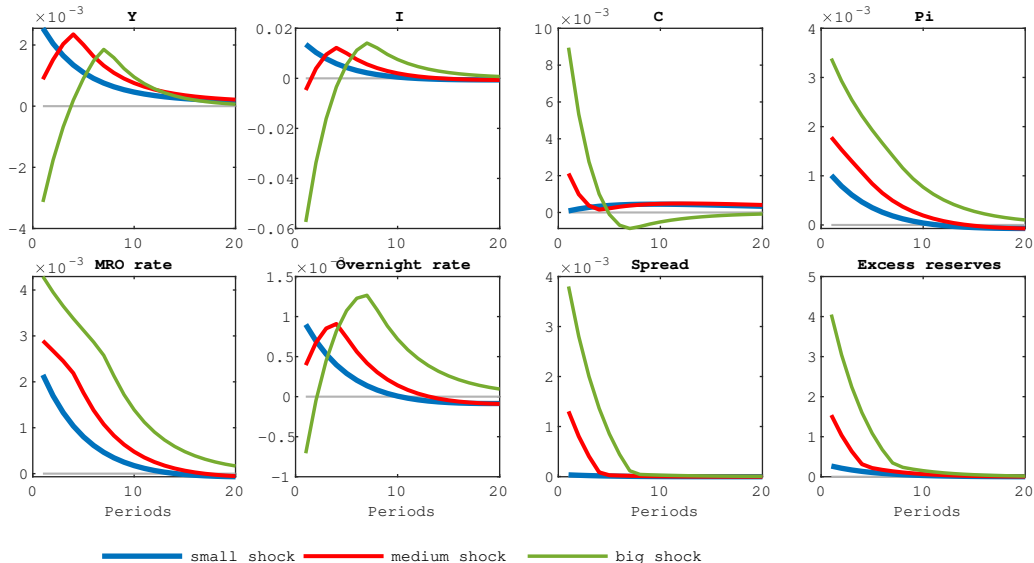 Y I C Pi
×10⁻³ ×10⁻³ ×10⁻³
2 0 -2 -4
0.02 0 -0.02 -0.04 -0.06
10 8 6 4 2 0
4 3 2 1 0
0 10 20 0 10 20 0 10 20 0 10 20
MRO rate Overnight rate Spread Excess reserves
×10⁻³ ×10⁻³ ×10⁻³
4 3 2 1 0
1.5 1 0.5 0 -0.5 -1
4 3 2 1 0
5 4 3 2 1 0
0 10 20 0 10 20 0 10 20 0 10 20
Periods Periods Periods Periods
small shock medium shock big shock